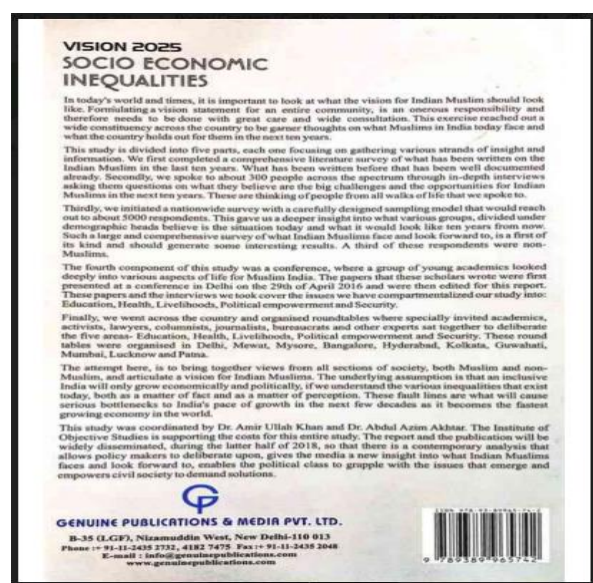 VISION 2025
SOCIO ECONOMIC
INEQUALITIES
In today's world and times, it is important to look at what the vision for Indian Muslim should look
like. Formulating a vision statement for an entire community, is an onerous responsibility and
therefore needs to be done with great care and wide consultation. This exercise reached out a
wide constituency across the country to be garner thoughts on what Muslims in India today face and
what the country holds out for them in the next ten years.
This study is divided into five parts, each one focusing on gathering various strands of insight and
information. We first completed a comprehensive literature survey of what has been written on the
Indian Muslim in the last ten years. What has been written before that has been well documented
already. Secondly, we spoke to about 300 people across the spectrum through in-depth interviews
asking them questions on what they believe are the big challenges and the opportunities for Indian
Muslims in the next ten years. These are thinking of people from all walks of life that we spoke to.
Thirdly, we initiated a nationwide survey with a carefully designed sampling model that would reach
out to about 5000 respondents. This gave us a deeper insight into what various groups, divided under
demographic heads believe is the situation today and what it would look like ten years from now.
Such a large and comprehensive survey of what Indian Muslims face and look forward to, is a first of
its kind and should generate some interesting results. A third of these respondents were non-
Muslims.
The fourth component of this study was a conference, where a group of young academics looked
deeply into various aspects of life for Muslim India. The papers that these scholars wrote were first
presented at a conference in Delhi on the 29th of April 2016 and were then edited for this report.
These papers and the interviews we took cover the issues we have compartmentalized our study into:
Education, Health, Livelihoods, Political empowerment and Security.
Finally, we went across the country and organised roundtables where specially invited academics,
activists, lawyers, columnists, journalists, bureaucrats and other experts sat together to deliberate
the five areas- Education, Health, Livelihoods, Political empowerment and Security. These round
tables were organised in Delhi, Mewat, Mysore, Bangalore, Hyderabad, Kolkata, Guwahati,
Mumbai, Lucknow and Patna.
The attempt here, is to bring together views from all sections of society, both Muslim and non-
Muslim, and articulate a vision for Indian Muslims. The underlying assumption is that an inclusive
India will only grow economically and politically, if we understand the various inequalities that exist
today, both as a matter of fact and as a matter of perception. These fault lines are what will cause
serious bottlenecks to India's pace of growth in the next few decades as it becomes the fastest
growing economy in the world.
This study was coordinated by Dr. Amir Ullah Khan and Dr. Abdul Azim Akhtar. The Institute of
Objective Studies is supporting the costs for this entire study. The report and the publication will be
widely disseminated, during the latter half of 2018, so that there is a contemporary analysis that
allows policy makers to deliberate upon, gives the media a new insight into what Indian Muslims
faces and look forward to, enables the political class to grapple with the issues that emerge and
empowers civil society to demand solutions.
GENUINE PUBLICATIONS & MEDIA PVT. LTD.
B-35 (LGF), Nizamuddin West, New Delhi-110 013
Phone :+ 91-11-2435 2732, 4182 7475 Fax :+ 91-11-2435 2048
E-mail : info@genuinepublications.com
www.genuinepublications.com
9 789389 965742